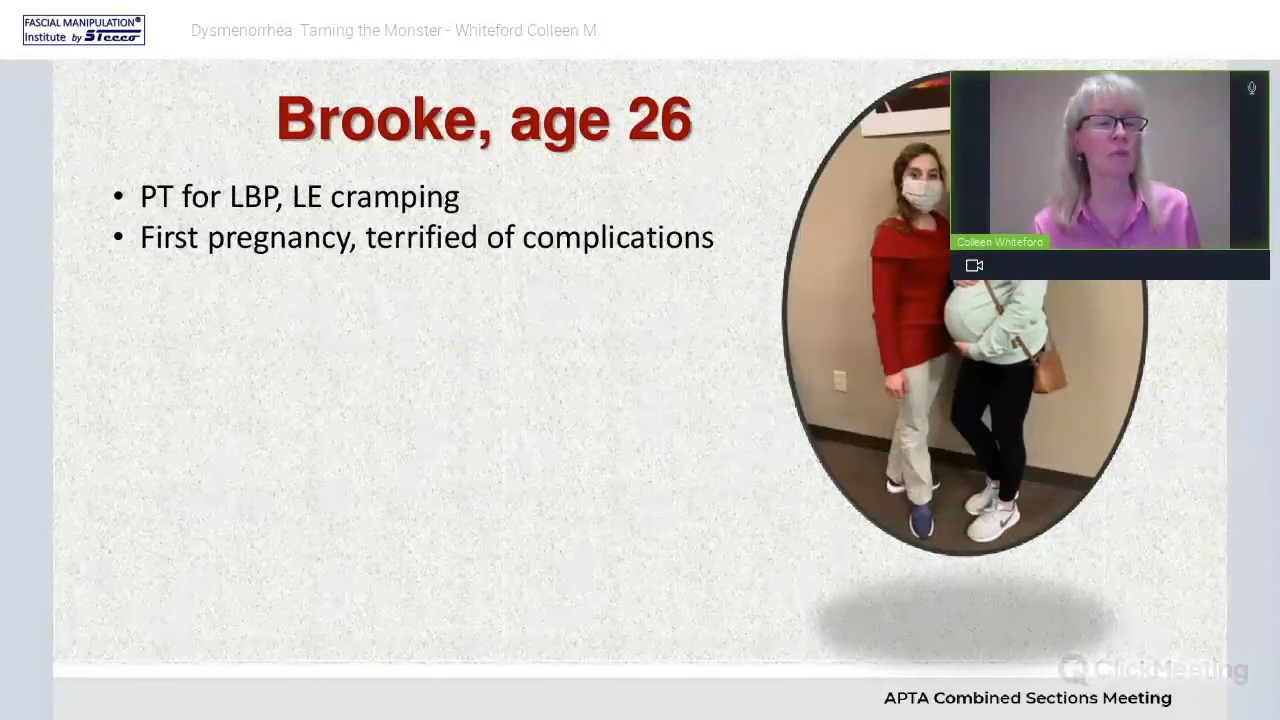 FASCIAL MANIPULATION®
Institute by Stecco
Dysmenorrhea Taming the Monster - Whiteford Colleen M.
Brooke, age 26
• PT for LBP, LE cramping
• First pregnancy, terrified of complications
Colleen Whiteford
ClickMeeting
APTA Combined Sections Meeting